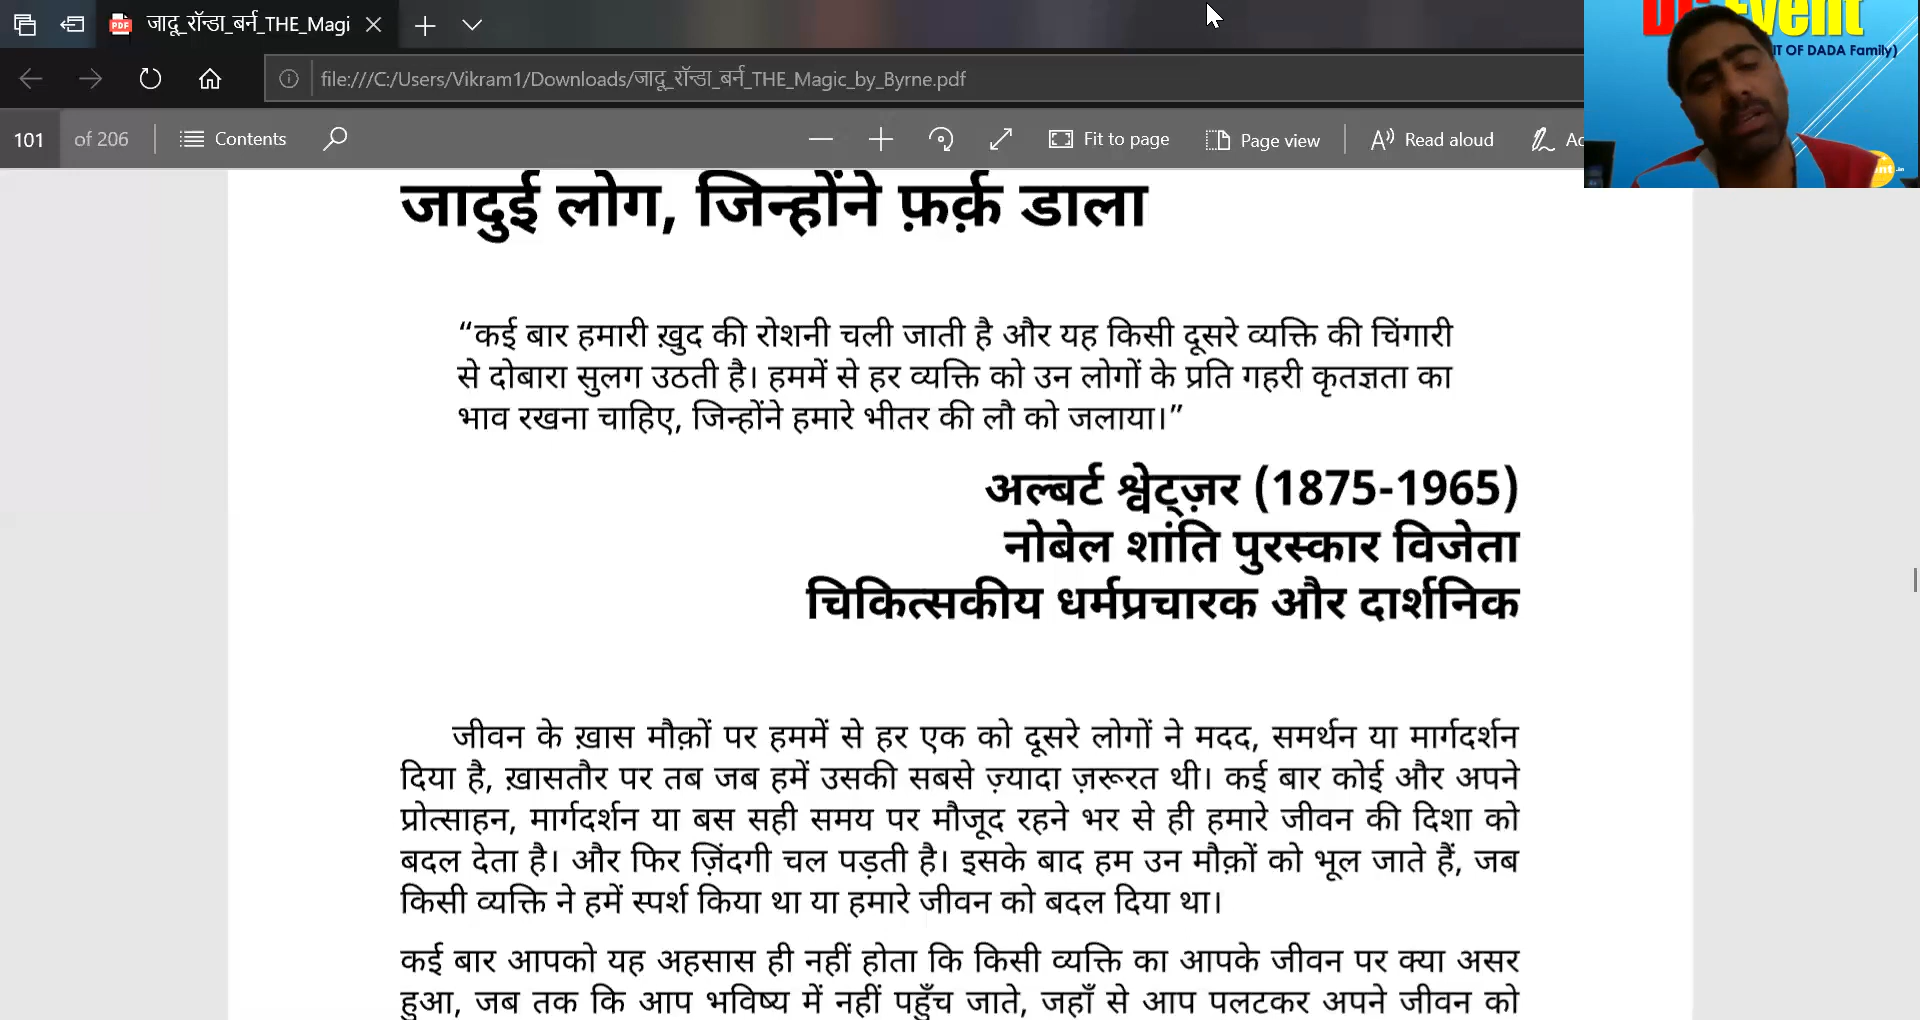 जादू_रॉन्डा_बर्न_THE_Magi
file:///C:/Users/Vikram1/Downloads/जादू_रॉन्डा_बर्न_THE_Magic_by_Byrne.pdf
101 of 206 Contents Fit to page Page view Read aloud
Event
IT OF DADA Family)
जादुई लोग, जिन्होंने फ़र्क़ डाला
“कई बार हमारी ख़ुद की रोशनी चली जाती है और यह किसी दूसरे व्यक्ति की चिंगारी
से दोबारा सुलग उठती है। हममें से हर व्यक्ति को उन लोगों के प्रति गहरी कृतज्ञता का
भाव रखना चाहिए, जिन्होंने हमारे भीतर की लौ को जलाया।”
अल्बर्ट श्वेट्ज़र (1875-1965)
नोबेल शांति पुरस्कार विजेता
चिकित्सकीय धर्मप्रचारक और दार्शनिक
जीवन के ख़ास मौक़ों पर हममें से हर एक को दूसरे लोगों ने मदद, समर्थन या मार्गदर्शन
दिया है, ख़ासतौर पर तब जब हमें उसकी सबसे ज़्यादा ज़रूरत थी। कई बार कोई और अपने
प्रोत्साहन, मार्गदर्शन या बस सही समय पर मौजूद रहने भर से ही हमारे जीवन की दिशा को
बदल देता है। और फिर ज़िंदगी चल पड़ती है। इसके बाद हम उन मौक़ों को भूल जाते हैं, जब
किसी व्यक्ति ने हमें स्पर्श किया था या हमारे जीवन को बदल दिया था।
कई बार आपको यह अहसास ही नहीं होता कि किसी व्यक्ति का आपके जीवन पर क्या असर
हुआ, जब तक कि आप भविष्य में नहीं पहुँच जाते, जहाँ से आप पलटकर अपने जीवन को